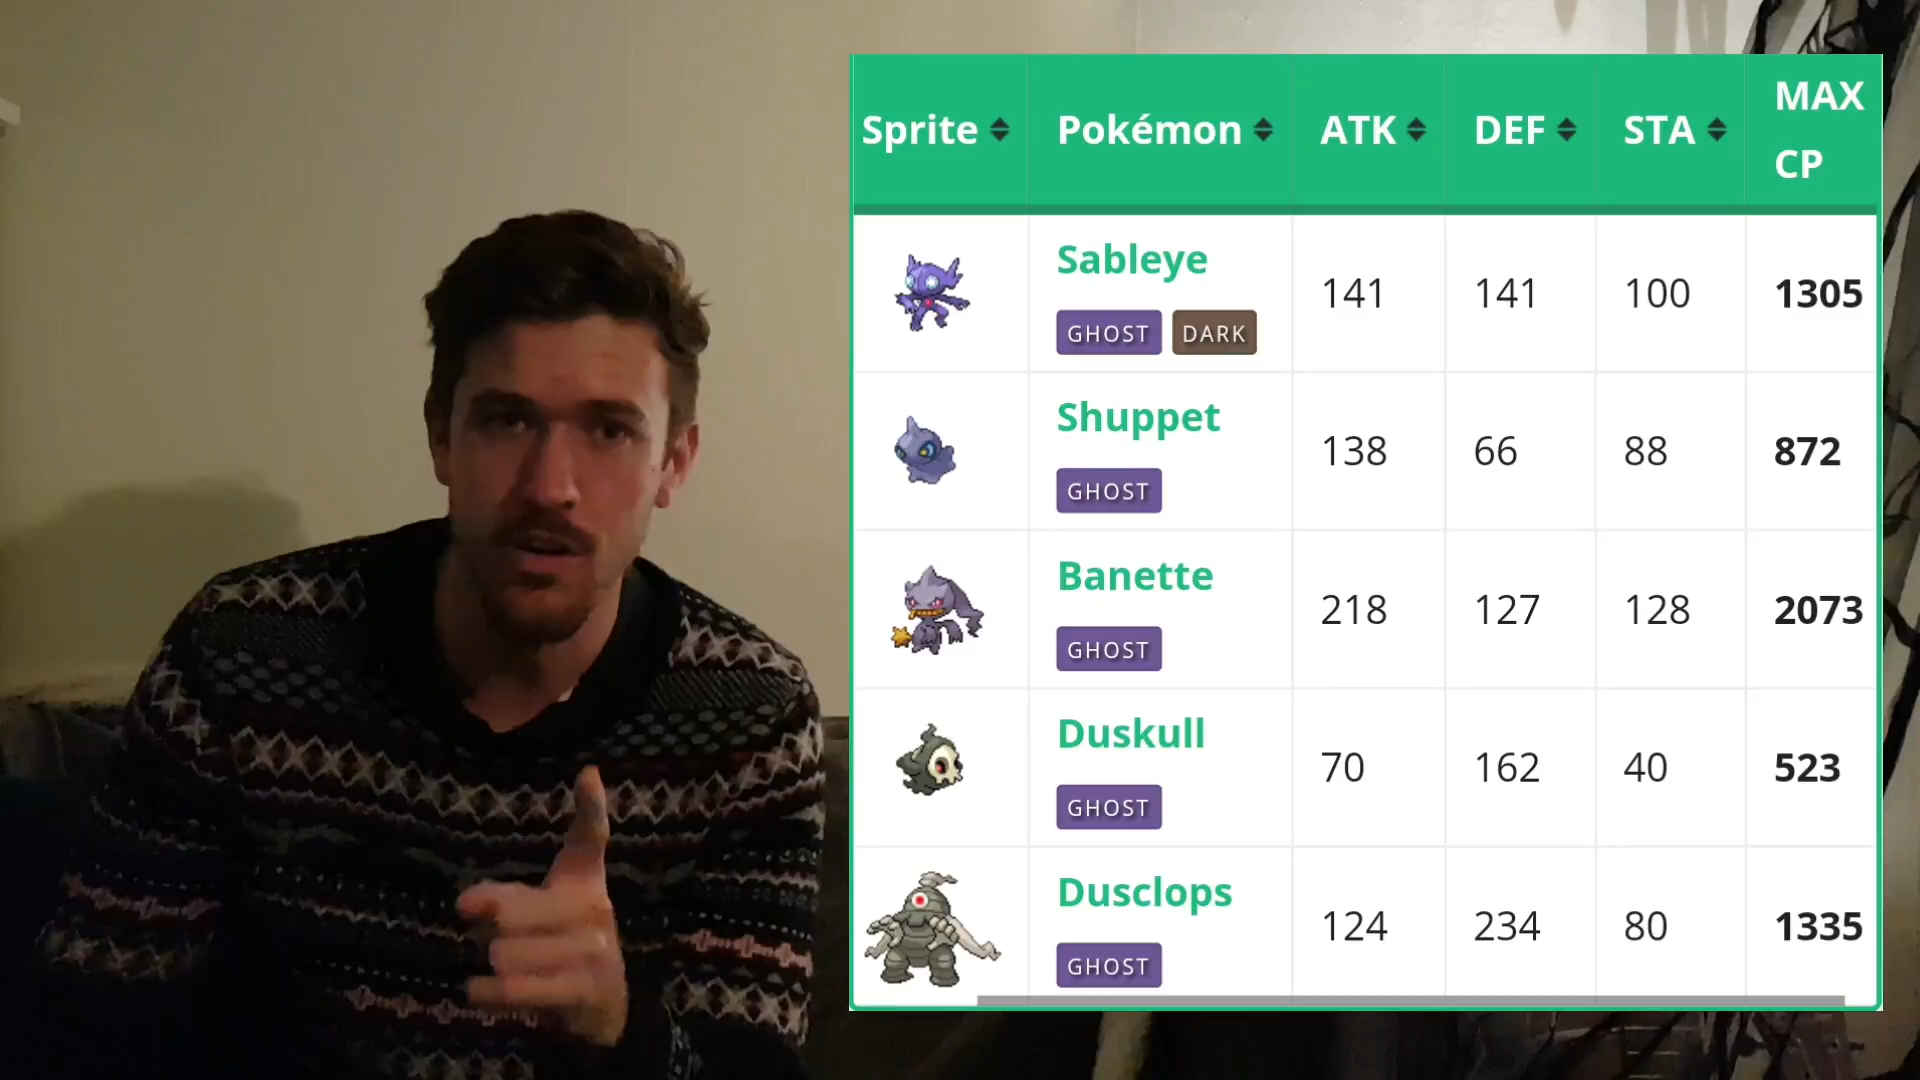 Sprite Pokémon ATK DEF STA MAX CP
Sableye
GHOST DARK
141 141 100 1305
Shuppet
GHOST
138 66 88 872
Banette
GHOST
218 127 128 2073
Duskull
GHOST
70 162 40 523
Dusclops
GHOST
124 234 80 1335